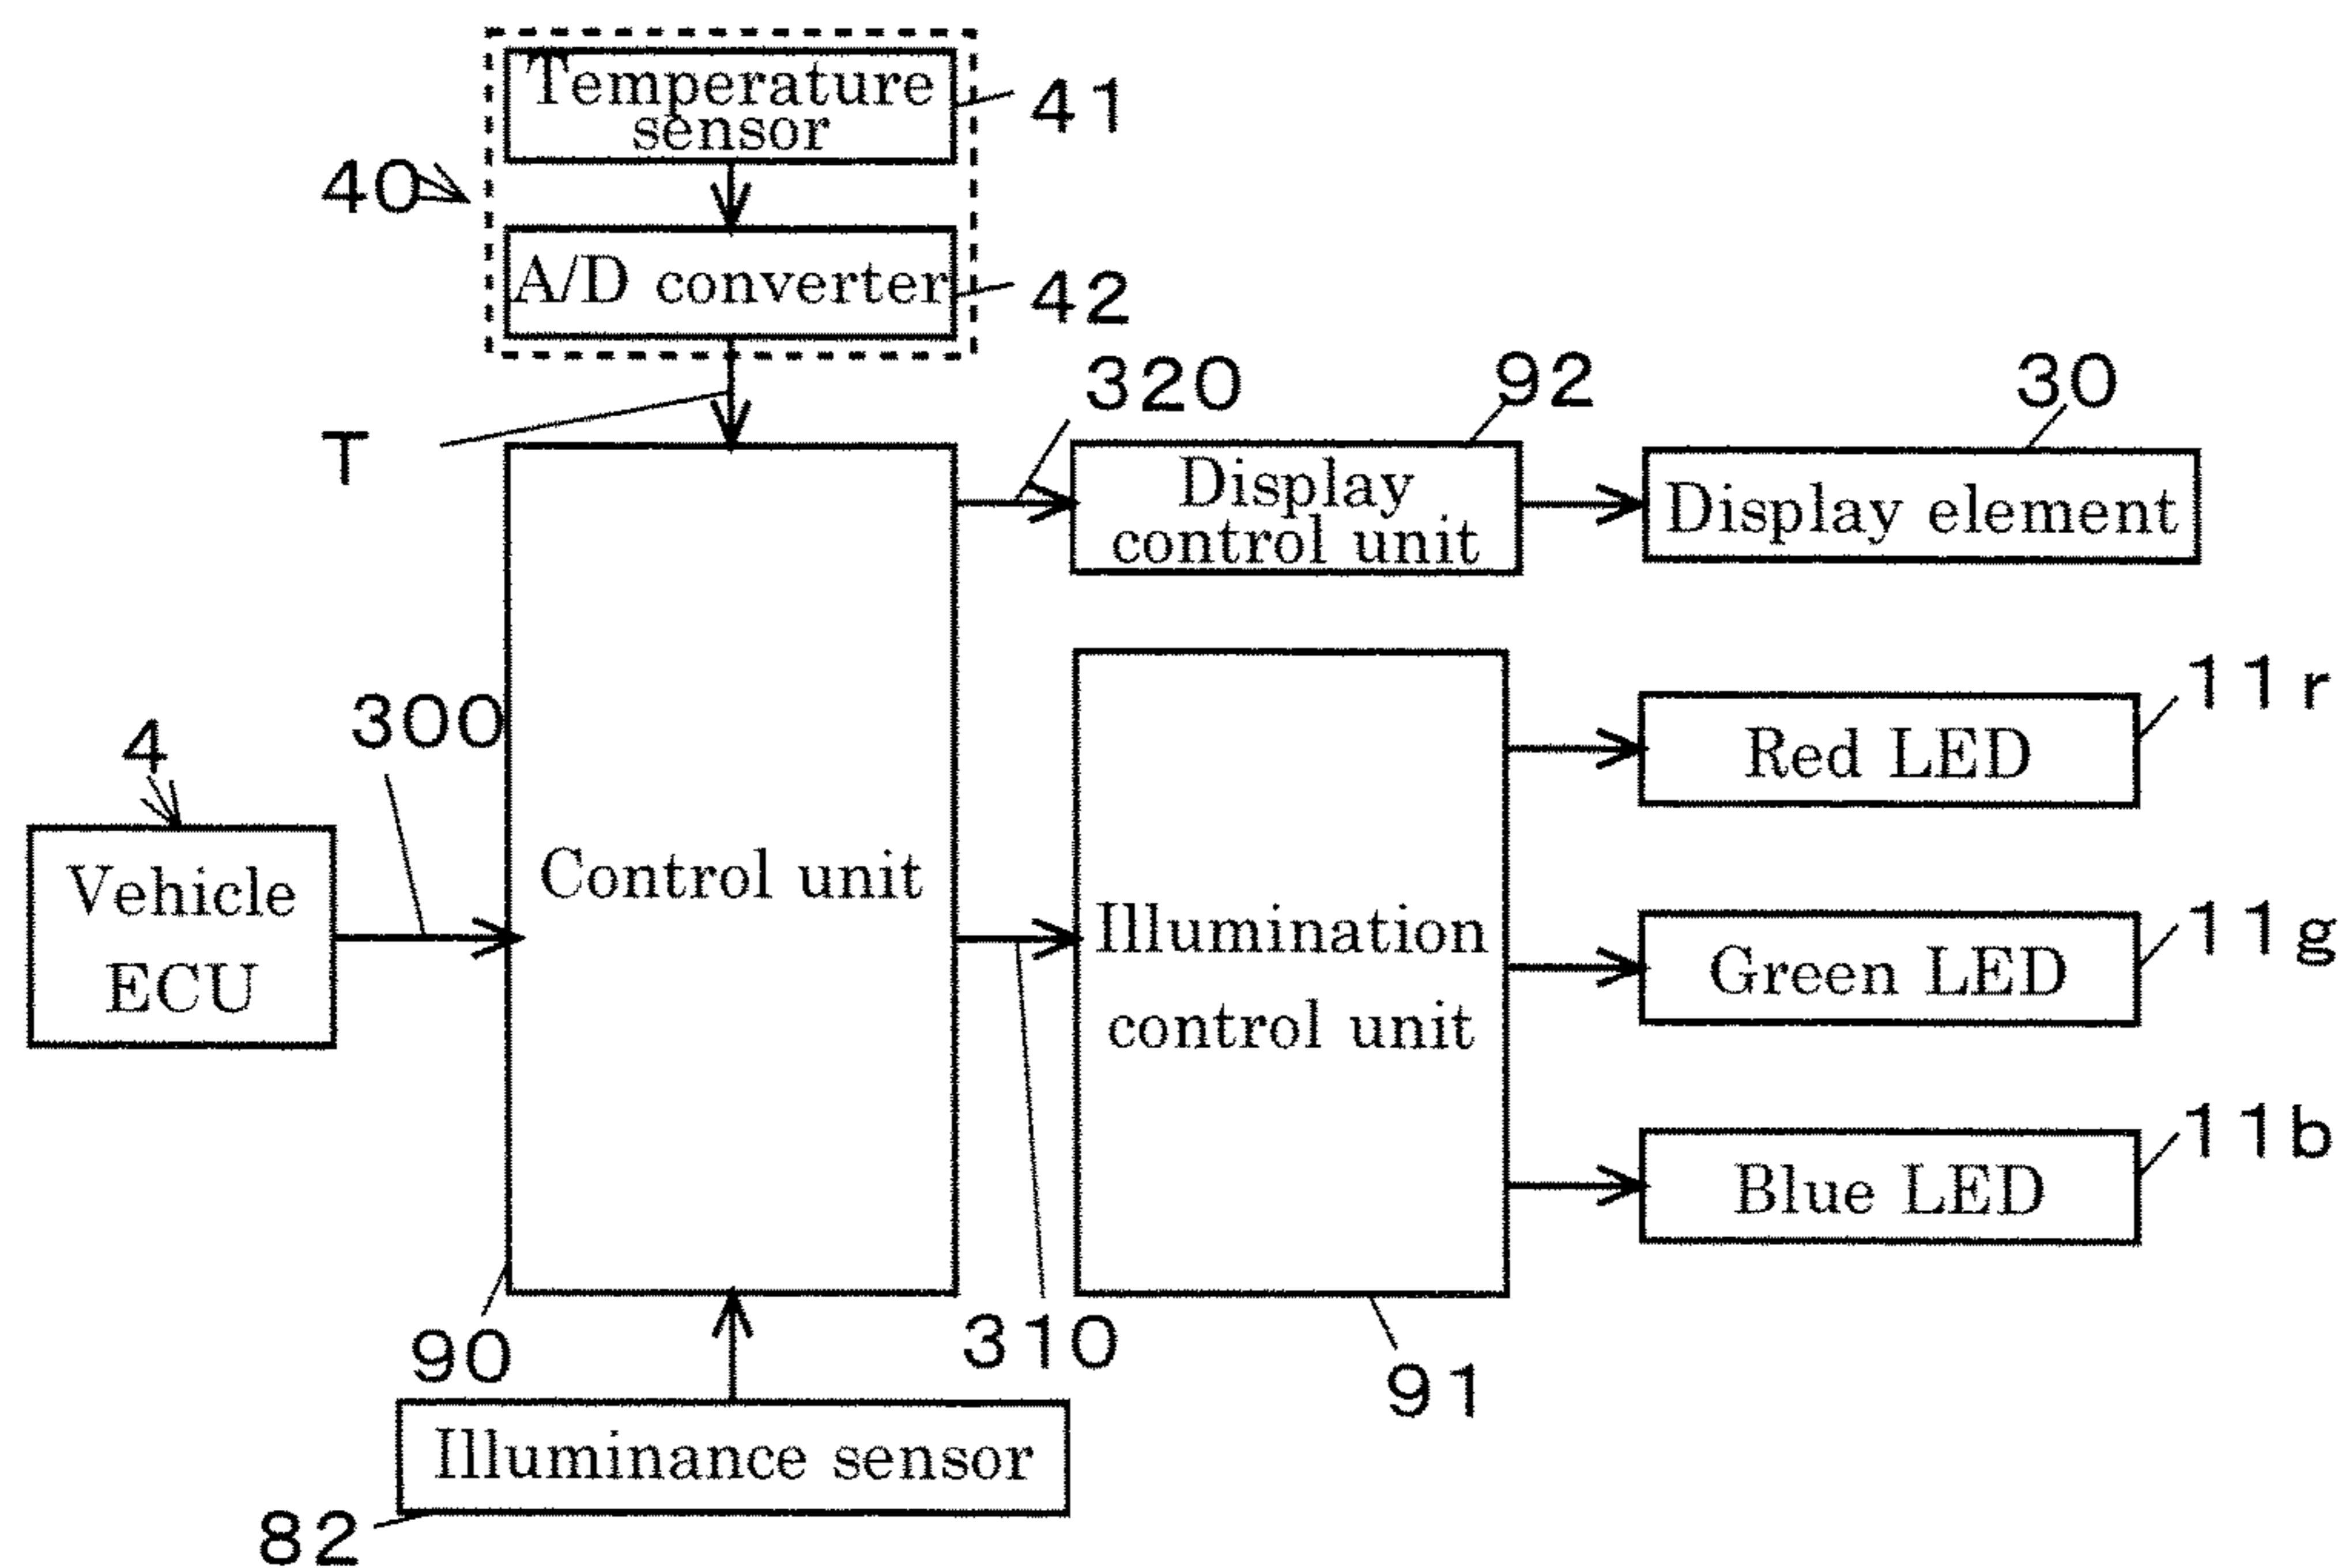 Temperature
sensor
41
40
A/D converter
42
T
320
92
30
Display
control unit
Display element
300
4
Vehicle
ECU
Control unit
Illumination
control unit
11r
Red LED
11g
Green LED
11b
Blue LED
90
310
91
Illuminance sensor
82